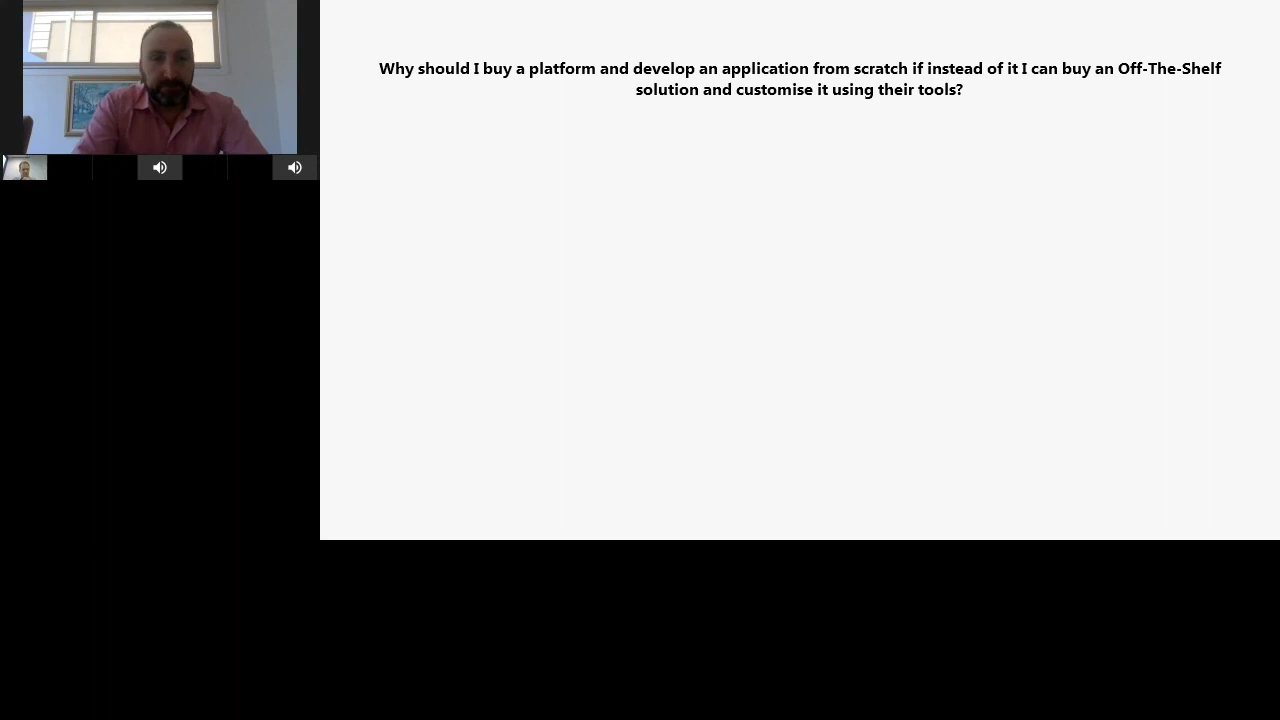 Why should I buy a platform and develop an application from scratch if instead of it I can buy an Off-The-Shelf
solution and customise it using their tools?